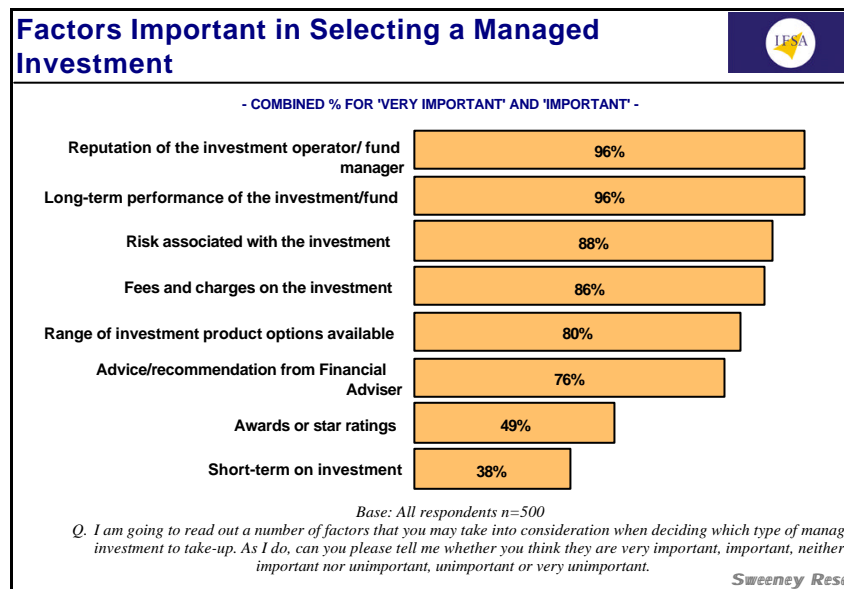 Factors Important in Selecting a Managed
Investment
IFSA
- COMBINED % FOR 'VERY IMPORTANT' AND 'IMPORTANT' -
Reputation of the investment operator/ fund
manager
96%
Long-term performance of the investment/fund
96%
Risk associated with the investment
88%
Fees and charges on the investment
86%
Range of investment product options available
80%
Advice/recommendation from Financial
Adviser
76%
Awards or star ratings
49%
Short-term on investment
38%
Base: All respondents n=500
Q. I am going to read out a number of factors that you may take into consideration when deciding which type of manag
investment to take-up. As I do, can you please tell me whether you think they are very important, important, neither
important nor unimportant, unimportant or very unimportant.
Sweeney Rese